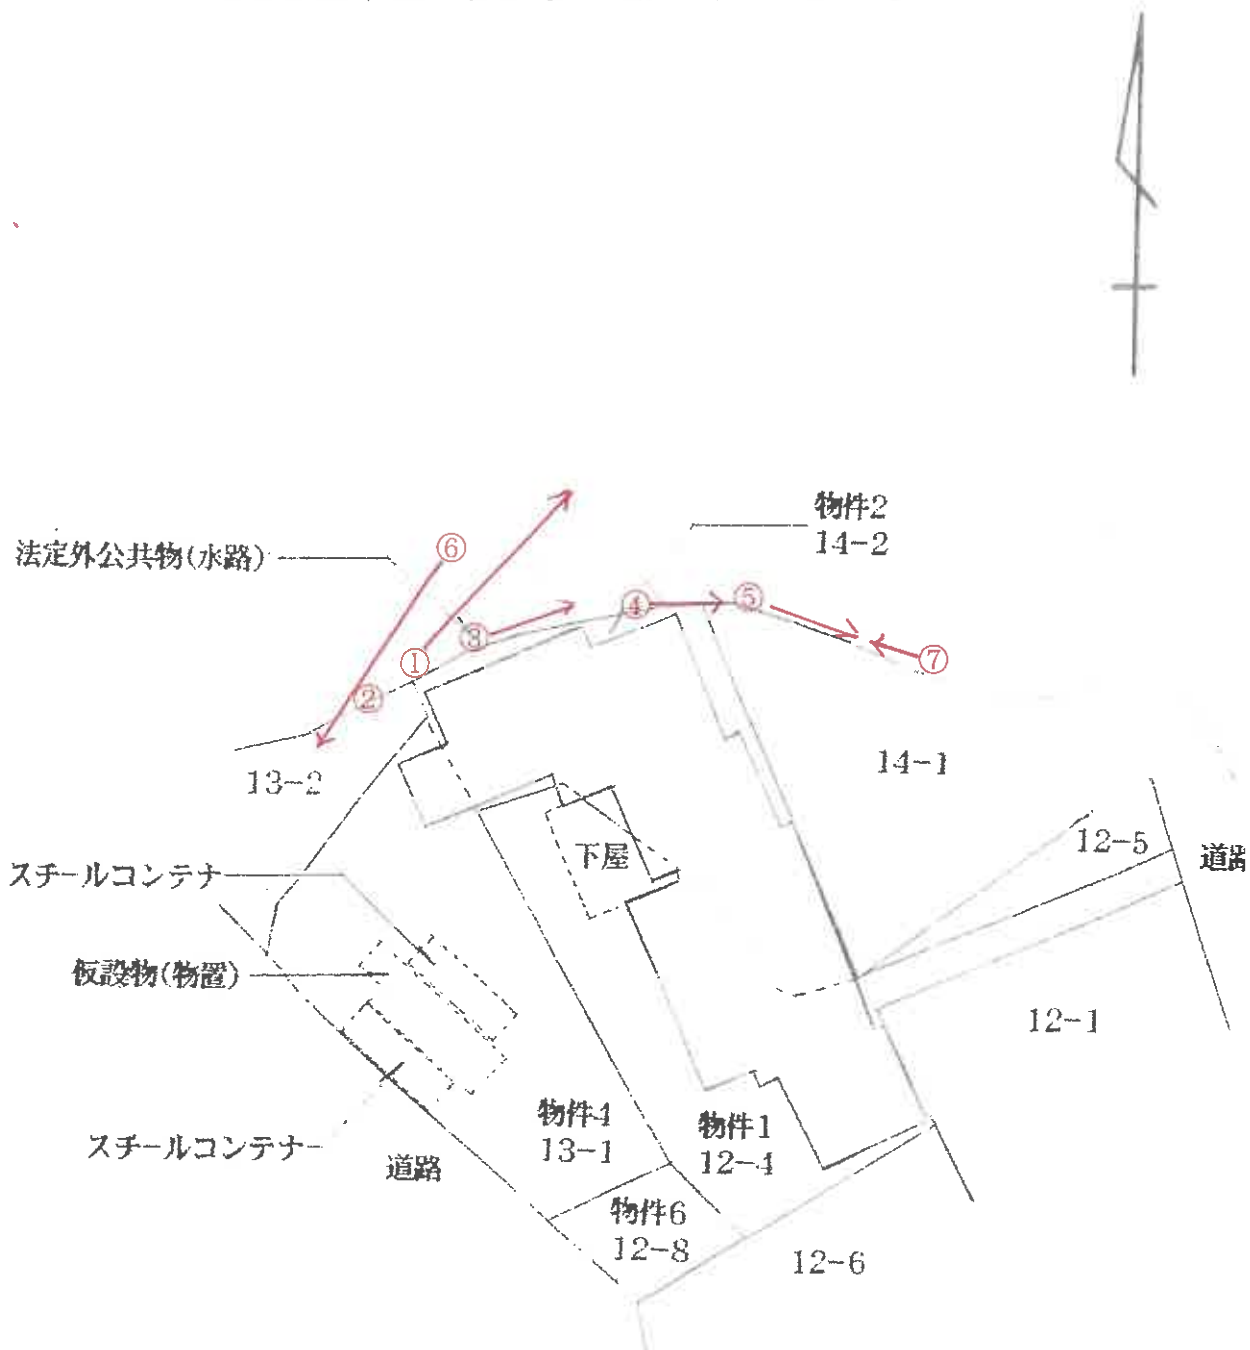 物件2
14-2
法定外公共物(水路)
⑥
⑤
④
③
①
⑦
②
14-1
13-2
12-5
道路
下屋
スチールコンテナ
仮設物(物置)
12-1
物件4
13-1
物件1
12-4
スチールコンテナ
道路
物件6
12-8
12-6